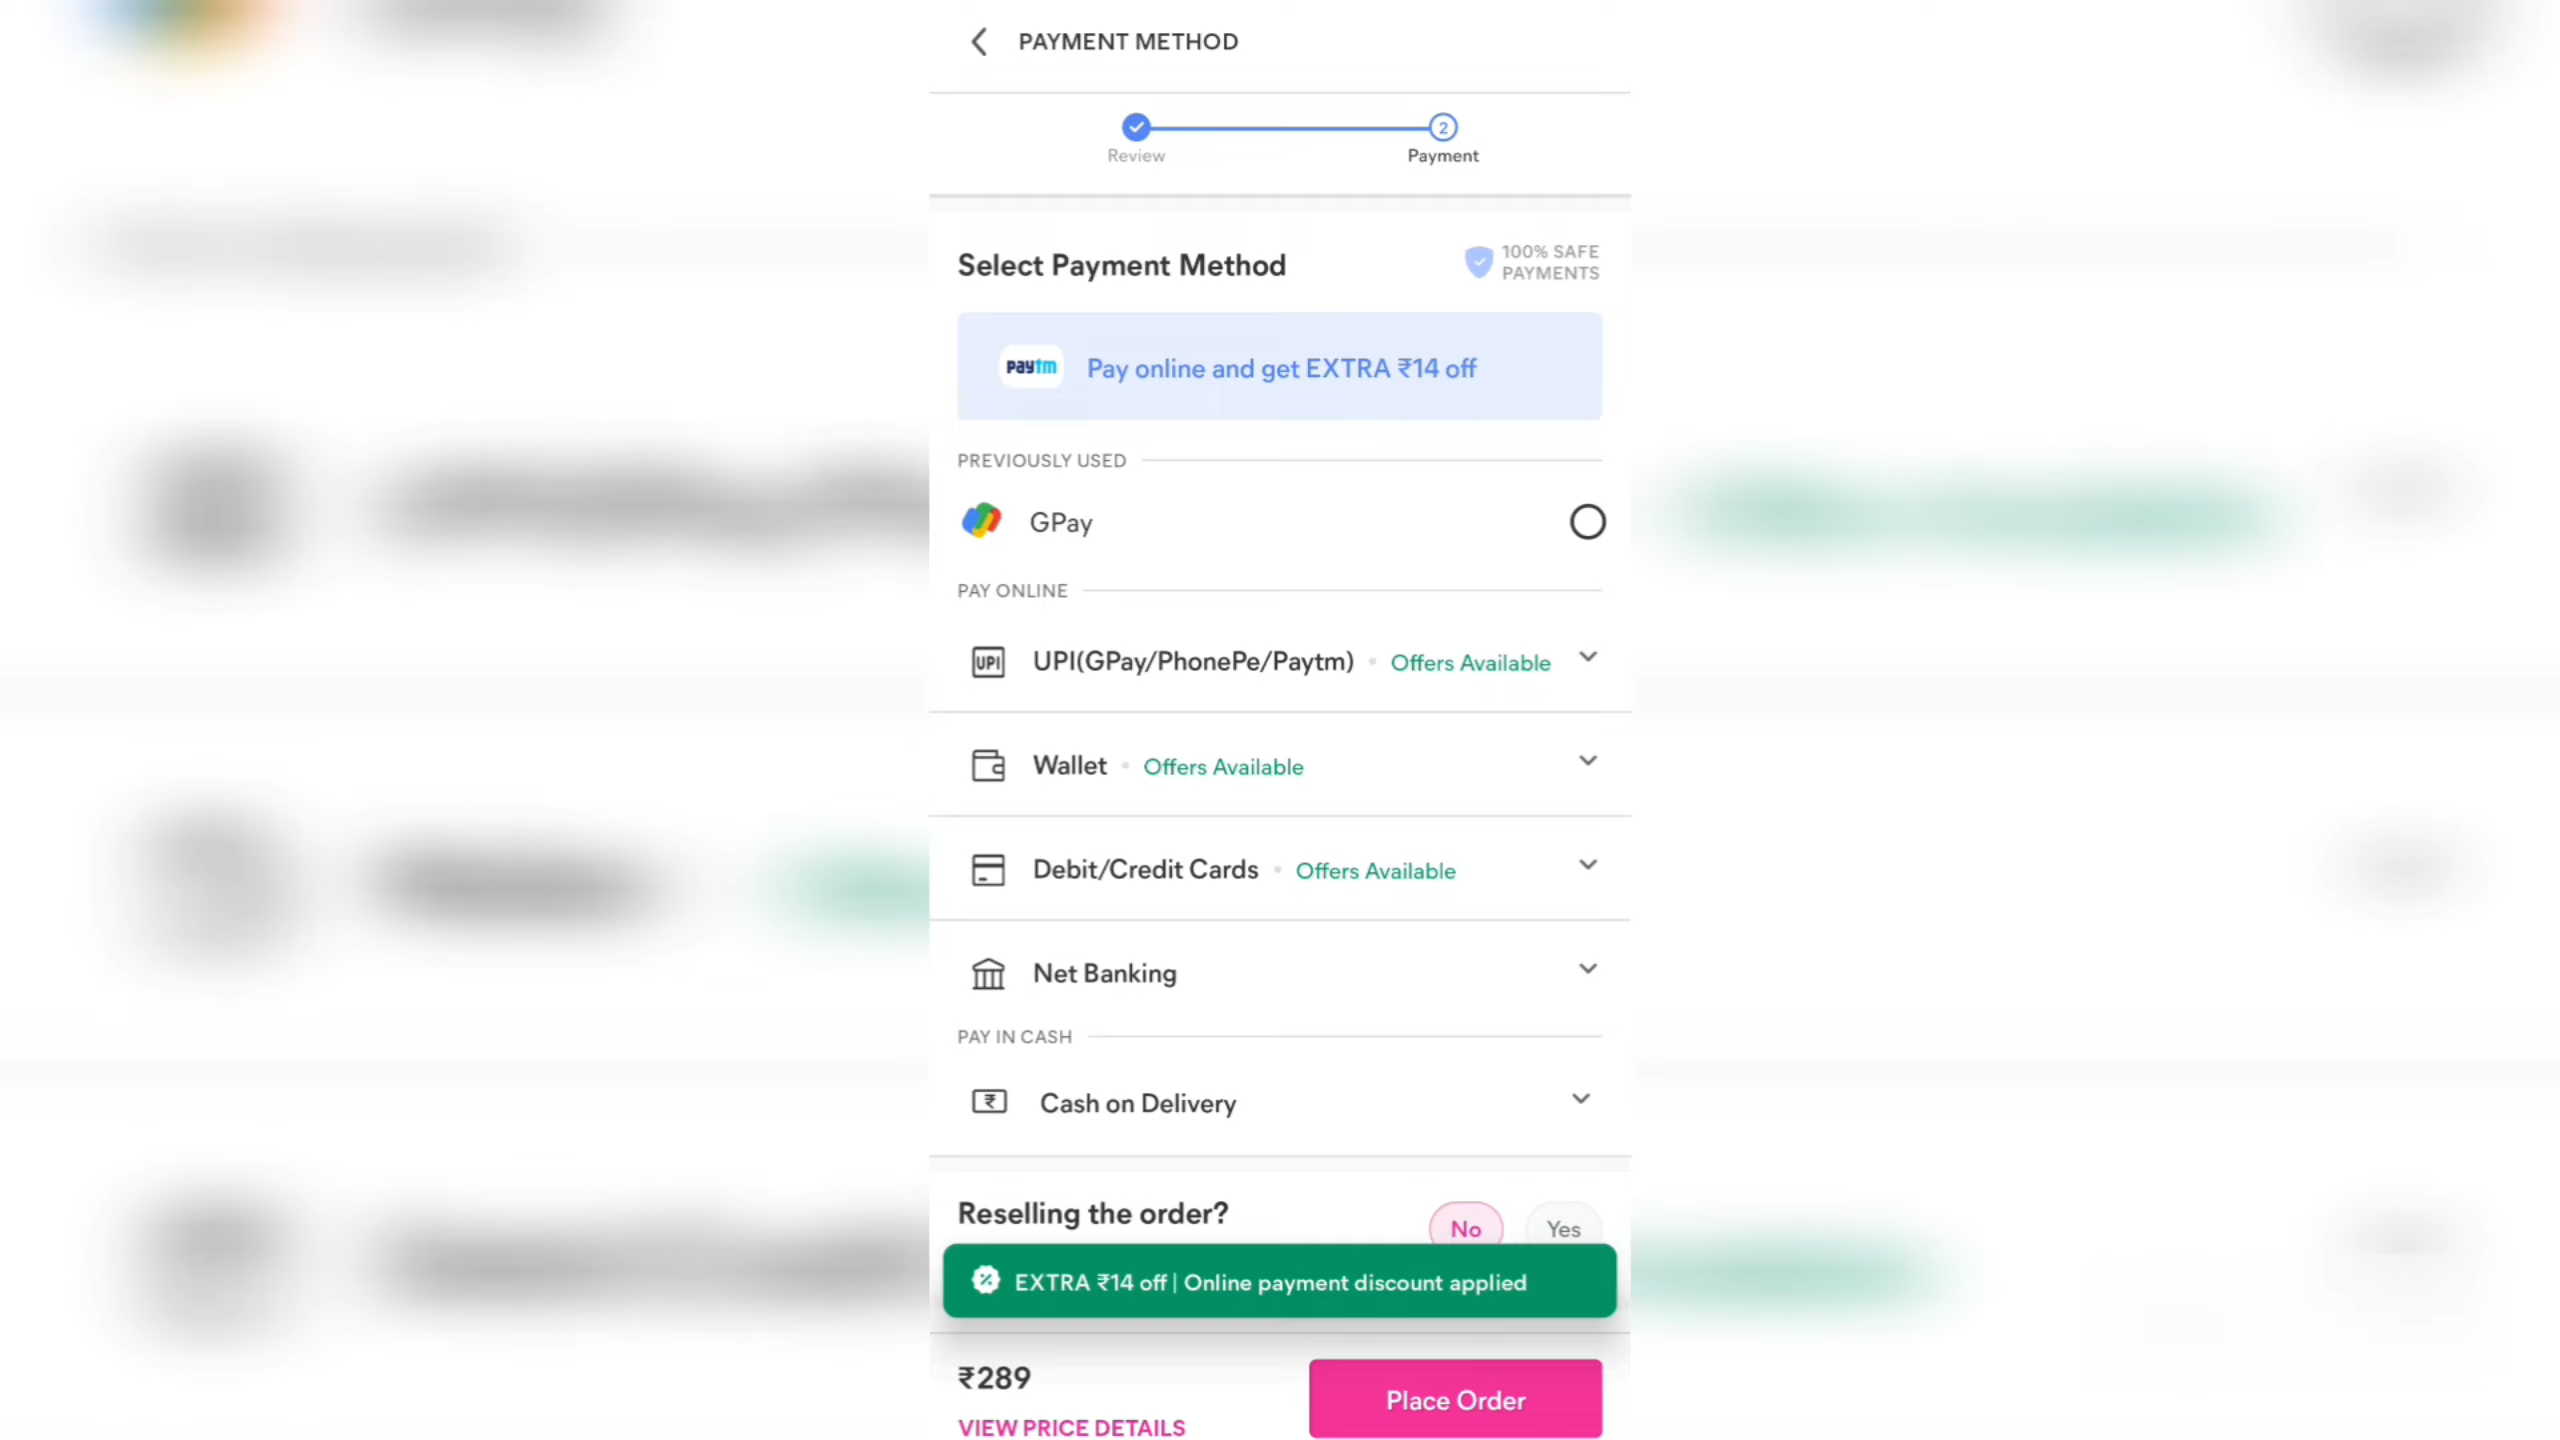 PAYMENT METHOD
2
Review
Payment
Select Payment Method
100% SAFE
PAYMENTS
paytm Pay online and get EXTRA ₹14 off
PREVIOUSLY USED
GPay
PAY ONLINE
UPI UPI(GPay/PhonePe/Paytm) • Offers Available
Wallet • Offers Available
Debit/Credit Cards • Offers Available
Net Banking
PAY IN CASH
₹ Cash on Delivery
Reselling the order?
No Yes
EXTRA ₹14 off | Online payment discount applied
₹289
Place Order
VIEW PRICE DETAILS